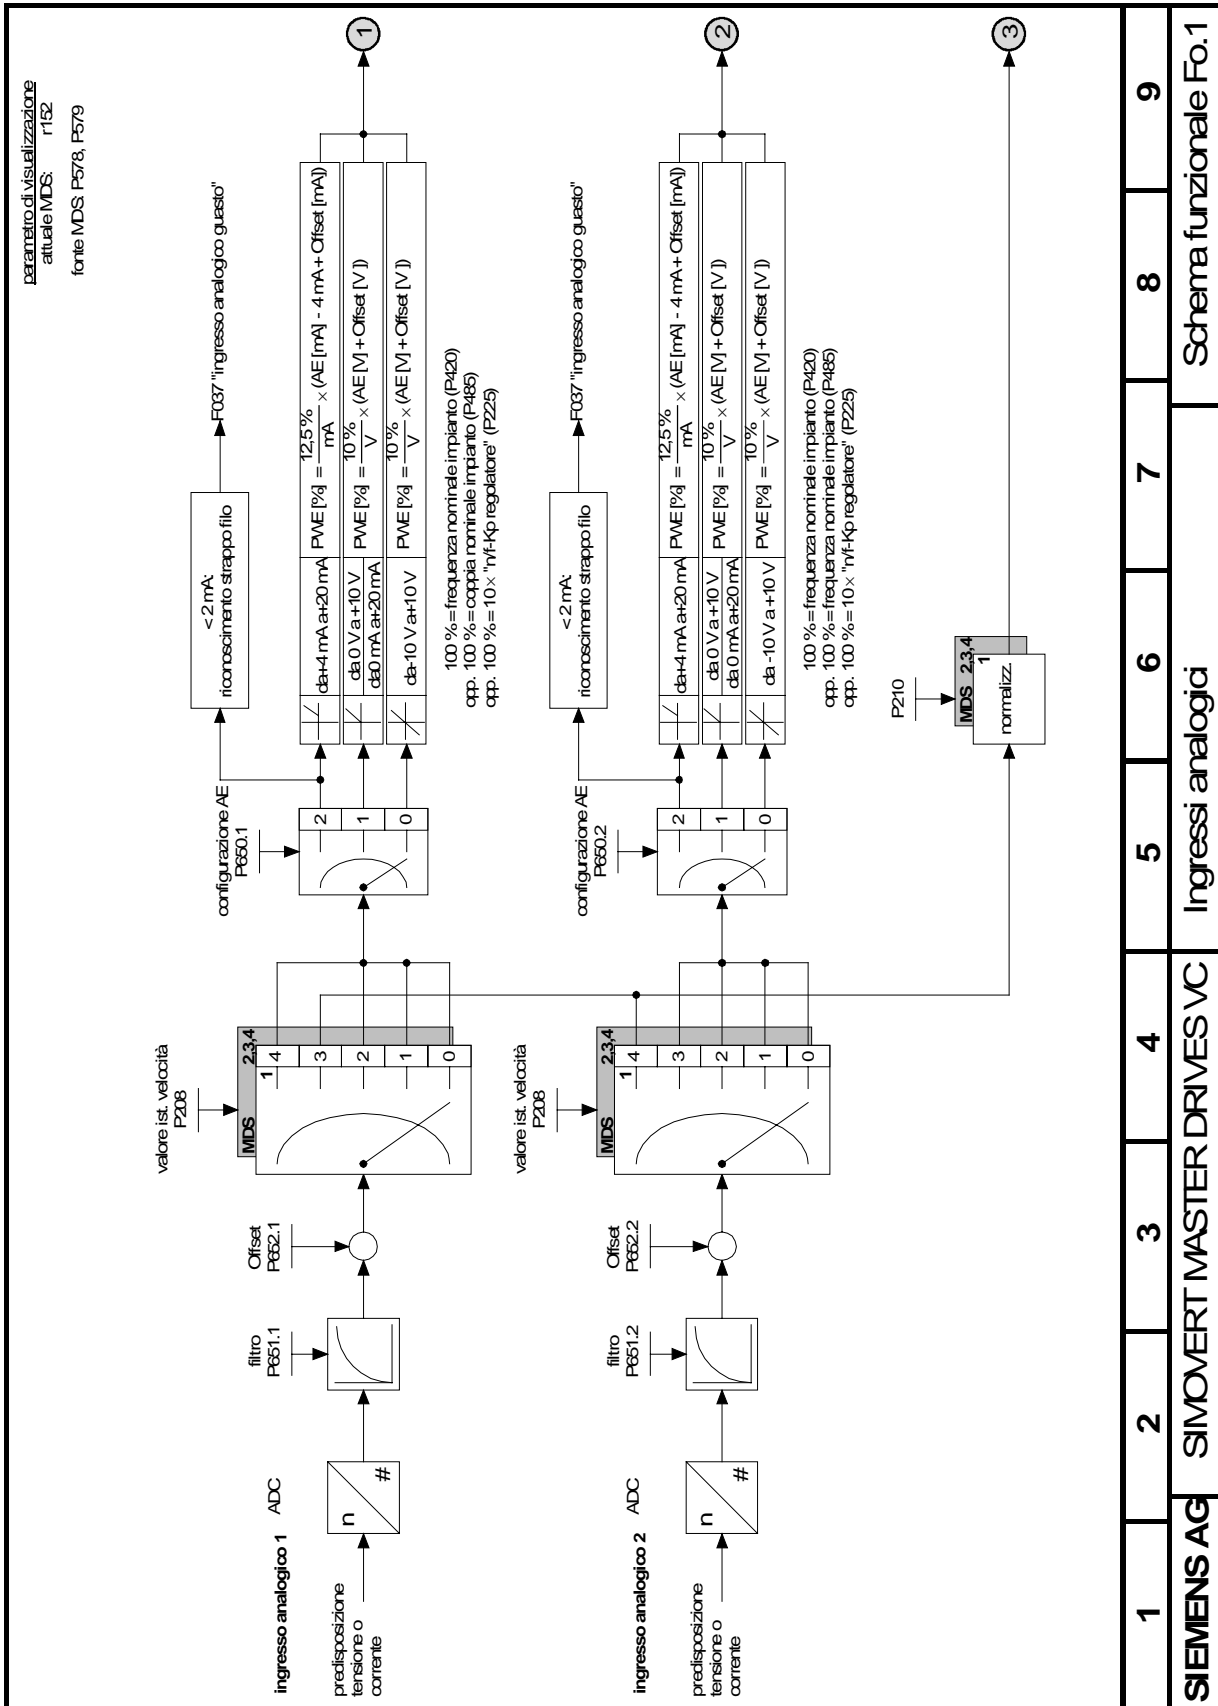 parametro di visualizzazione
attuale MDS: r152
fonte MDS: P578, P579
ingresso analogico 1 ADC
predisposizione
tensione o
corrente
n
#
filtro
P651.1
Offset
P652.1
valore ist. velocità
P208
MDS 2,3,4
1
4
3
2
1
0
configurazione AE
P650.1
2
1
0
< 2 mA:
riconoscimento strappo filo
F037 "ingresso analogico guasto"
da+4 mA a+20 mA PWE [%] = 12,5 % / mA × (AE [mA] - 4 mA + Offset [mA])
da 0 V a +10 V
da0 mA a+20 mA
PWE [%] = 10 % / V × (AE [V] + Offset [V])
da-10 V a+10 V PWE [%] = 10 % / V × (AE [V] + Offset [V])
100 % = frequenza nominale impianto (P420)
opp. 100 % = coppia nominale impianto (P485)
opp. 100 % = 10 × "n/f-Kp regolatore" (P225)
1
ingresso analogico 2 ADC
predisposizione
tensione o
corrente
n
#
filtro
P651.2
Offset
P652.2
valore ist. velocità
P208
MDS 2,3,4
1
4
3
2
1
0
configurazione AE
P650.2
2
1
0
< 2 mA:
riconoscimento strappo filo
F037 "ingresso analogico guasto"
da+4 mA a+20 mA PWE [%] = 12,5 % / mA × (AE [mA] - 4 mA + Offset [mA])
da 0 V a +10 V
da 0 mA a+20 mA
PWE [%] = 10 % / V × (AE [V] + Offset [V])
da -10 V a +10 V PWE [%] = 10 % / V × (AE [V] + Offset [V])
100 % = frequenza nominale impianto (P420)
opp. 100 % = frequenza nominale impianto (P485)
opp. 100 % = 10 × "n/f-Kp regolatore" (P225)
2
P210
MDS 2,3,4
1
normalizz.
3
1 2 3 4 5 6 7 8 9
SIEMENS AG SIMOVERT MASTER DRIVES VC Ingressi analogici Schema funzionale Fo.1